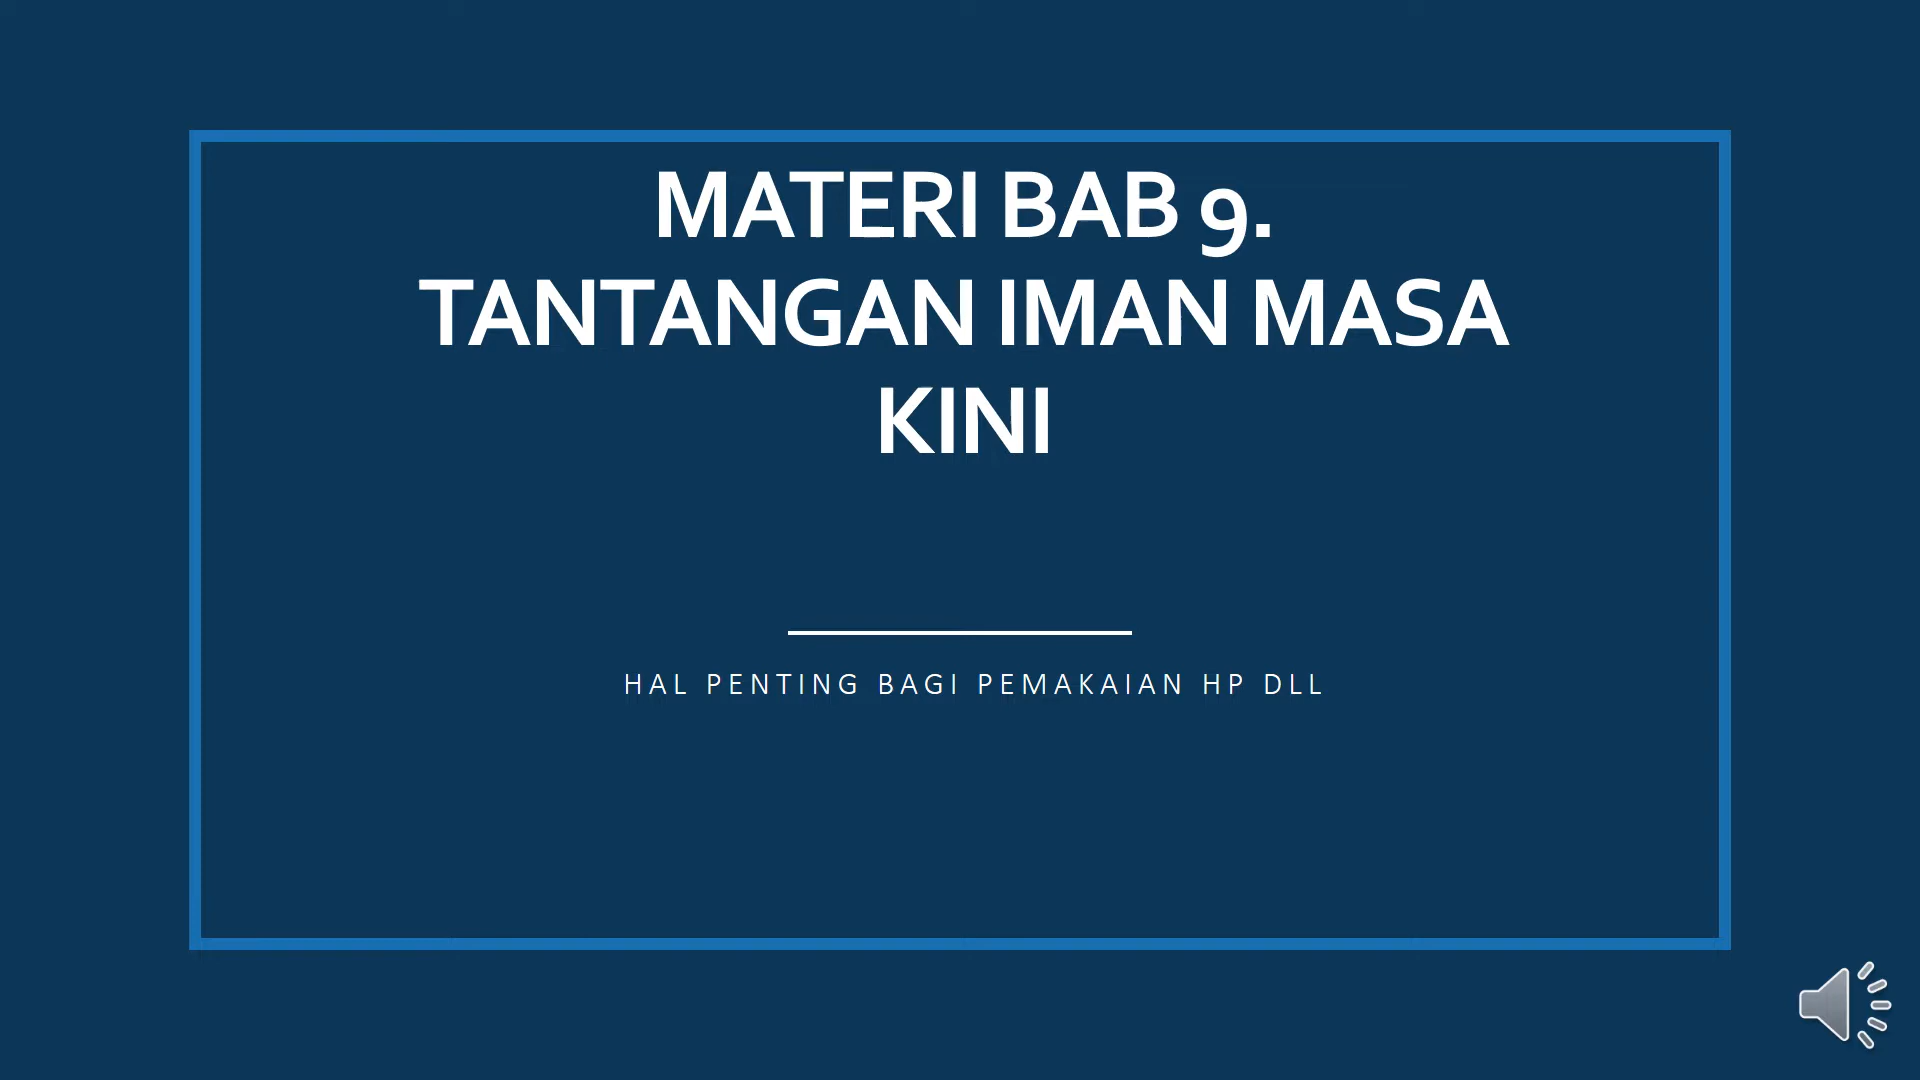 MATERI BAB 9.
TANTANGAN IMAN MASA
KINI
HAL PENTING BAGI PEMAKAIAN HP DLL